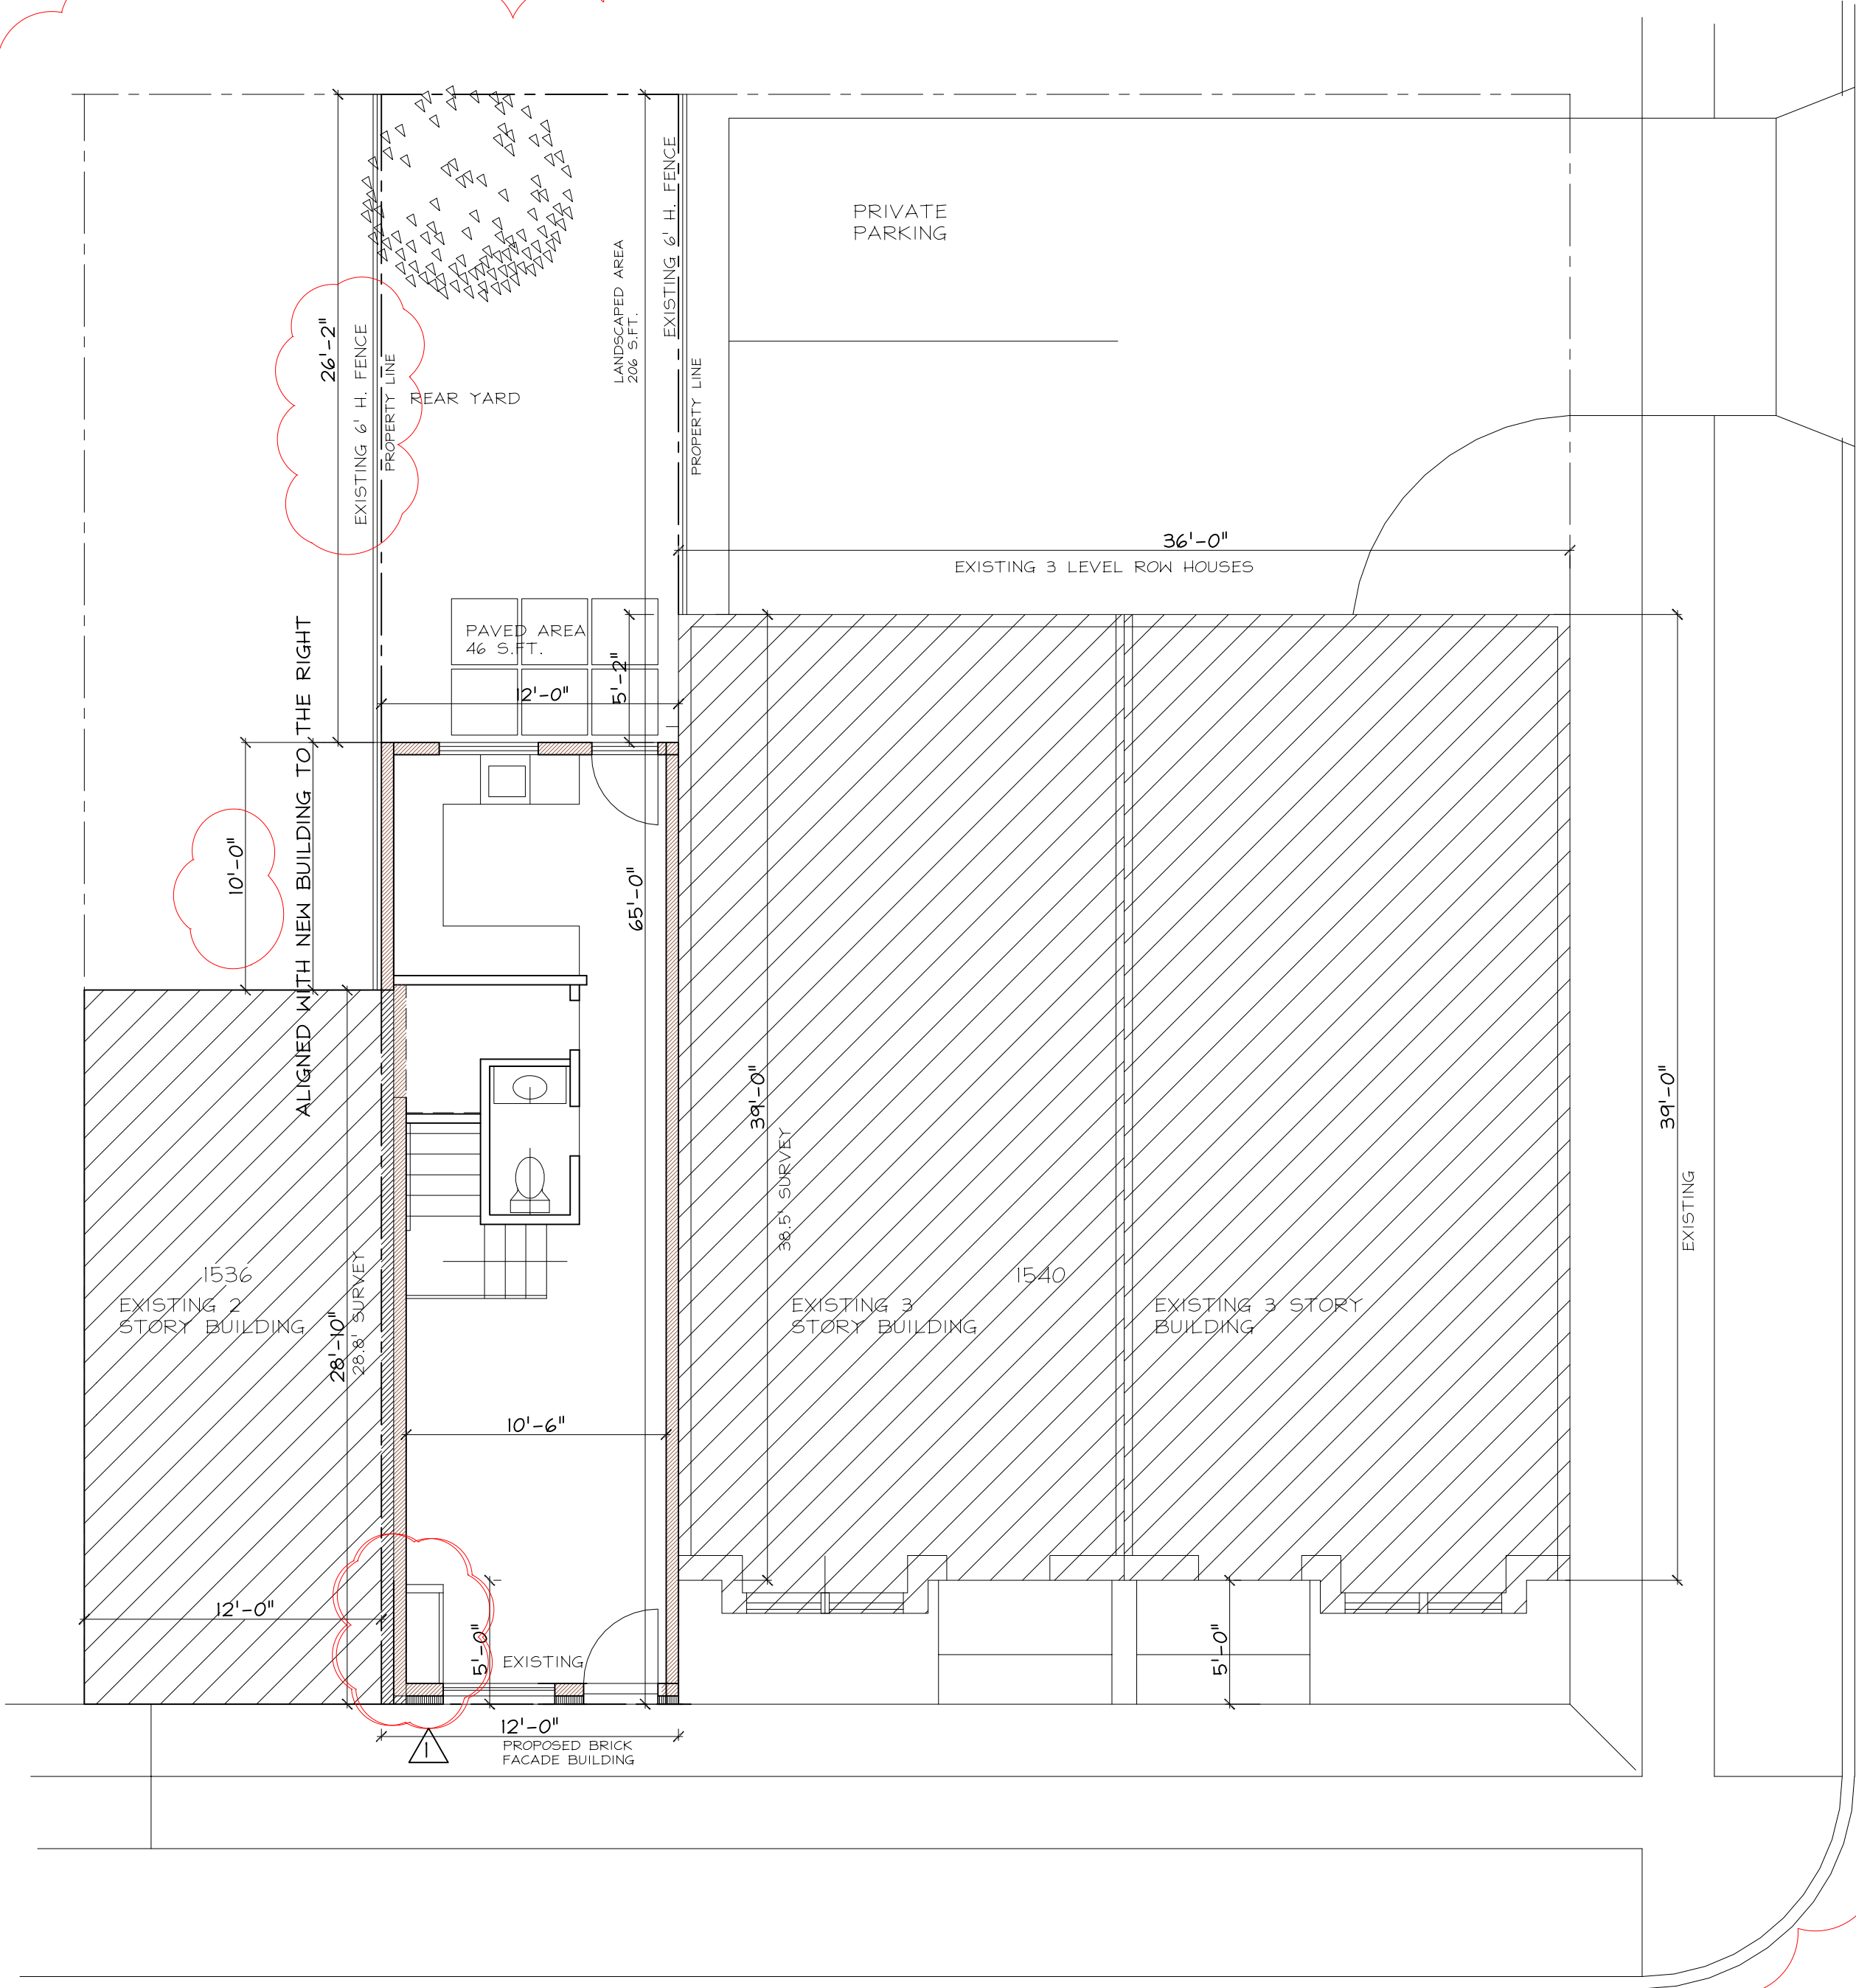 PRIVATE
PARKING
EXISTING 6' H. FENCE
LANDSCAPED AREA
206 S.FT.
26'-2"
EXISTING 6' H. FENCE
PROPERTY LINE
REAR YARD
PROPERTY LINE
36'-0"
EXISTING 3 LEVEL ROW HOUSES
PAVED AREA
46 S.FT.
5'-2"
12'-0"
ALIGNED WITH NEW BUILDING TO THE RIGHT
10'-0"
65'-0"
39'-0"
38.5' SURVEY
39'-0"
EXISTING
1536
EXISTING 2
STORY BUILDING
28'-10"
28.8' SURVEY
1540
EXISTING 3
STORY BUILDING
EXISTING 3 STORY
BUILDING
10'-6"
12'-0"
5'-0"
EXISTING
5'-0"
12'-0"
PROPOSED BRICK
FACADE BUILDING
1